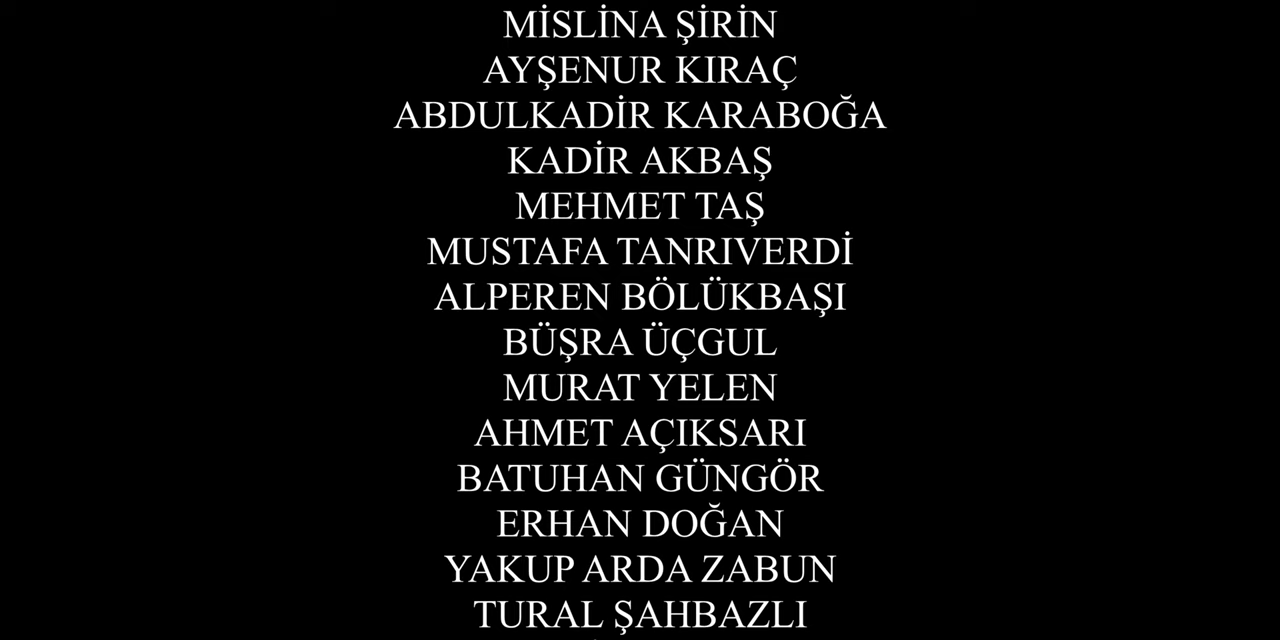 MİSLİNA ŞİRİN
AYŞENUR KIRAÇ
ABDULKADİR KARABOĞA
KADİR AKBAŞ
MEHMET TAŞ
MUSTAFA TANRIVERDİ
ALPEREN BÖLÜKBAŞI
BÜŞRA ÜÇGUL
MURAT YELEN
AHMET AÇIKSARI
BATUHAN GÜNGÖR
ERHAN DOĞAN
YAKUP ARDA ZABUN
TURAL ŞAHBAZLI